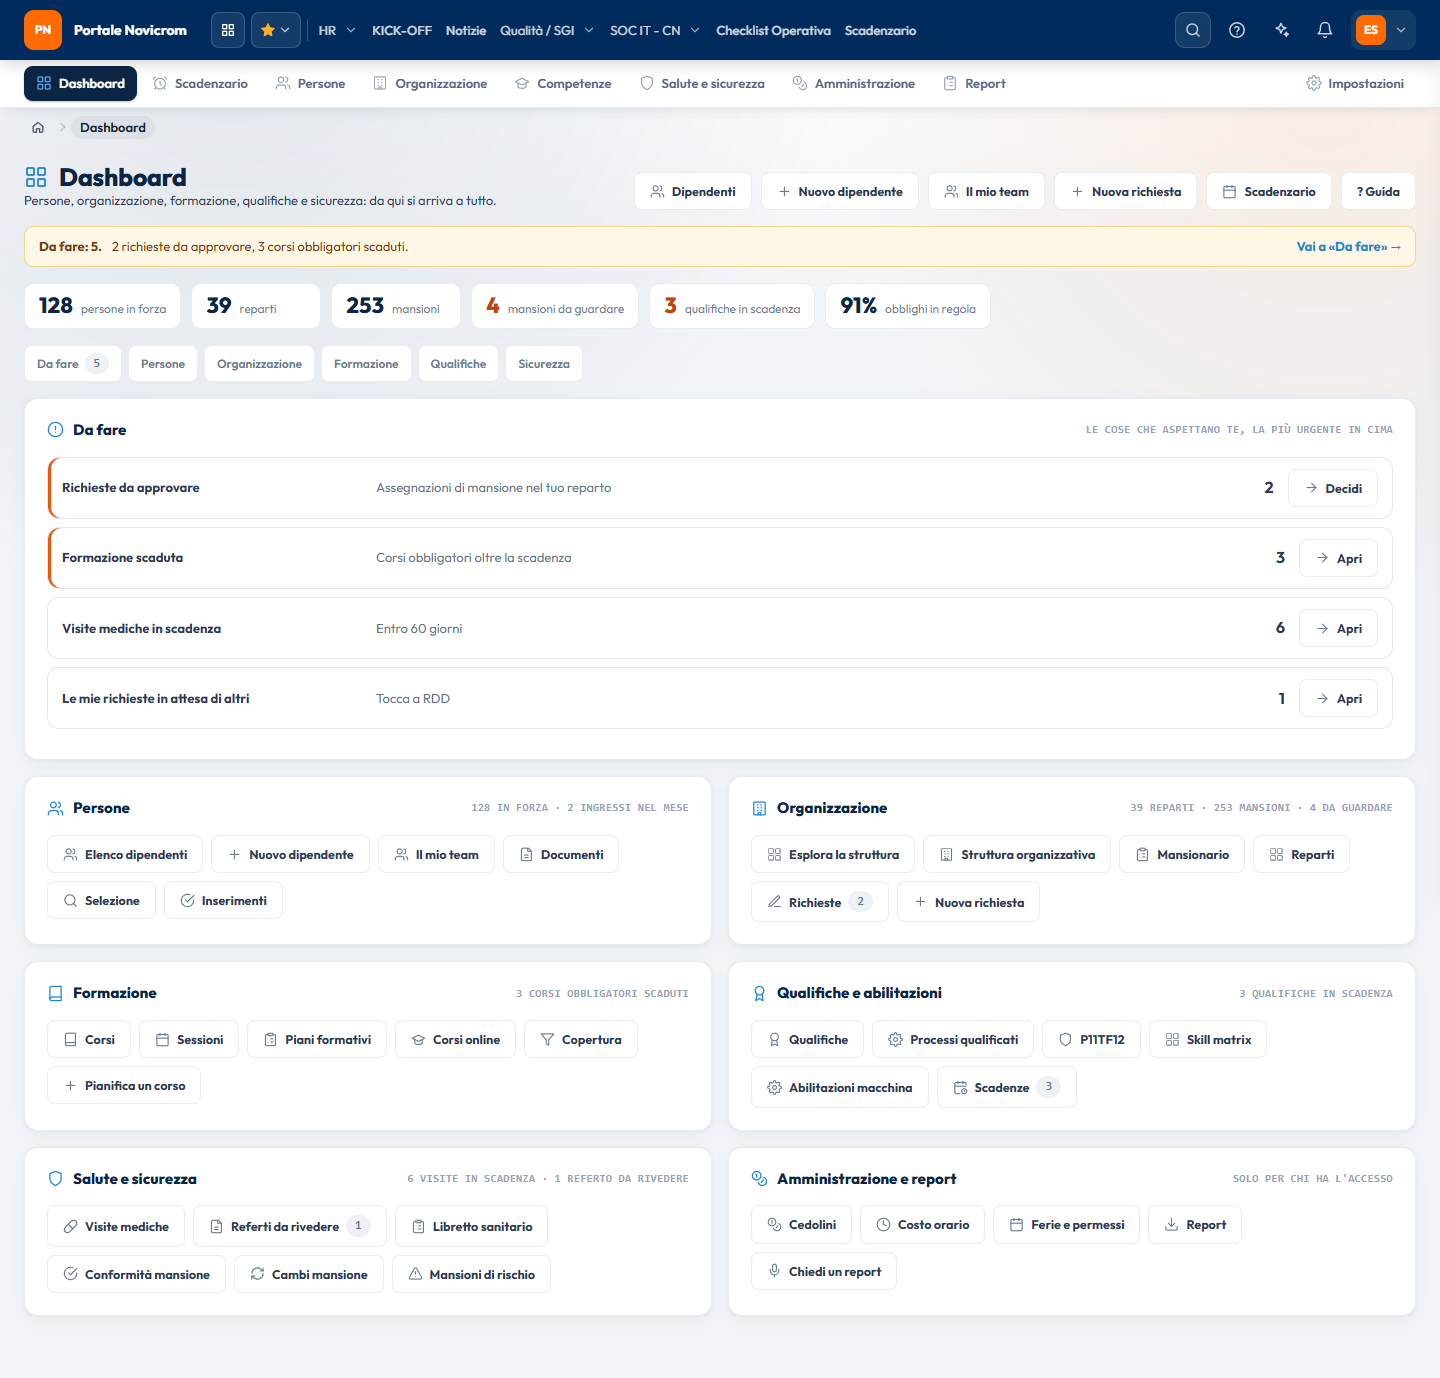 PN Portale Novicrom HR KICK-OFF Notizie Qualità / SGI SOC IT - CN Checklist Operativa Scadenzario ES
Dashboard Scadenzario Persone Organizzazione Competenze Salute e sicurezza Amministrazione Report Impostazioni
Dashboard
Dashboard
Persone, organizzazione, formazione, qualifiche e sicurezza: da qui si arriva a tutto.
Dipendenti Nuovo dipendente Il mio team Nuova richiesta Scadenzario ? Guida
Da fare: 5. 2 richieste da approvare, 3 corsi obbligatori scaduti. Vai a «Da fare» →
128 persone in forza 39 reparti 253 mansioni 4 mansioni da guardare 3 qualifiche in scadenza 91% obblighi in regola
Da fare 5 Persone Organizzazione Formazione Qualifiche Sicurezza
Da fare LE COSE CHE ASPETTANO TE, LA PIÙ URGENTE IN CIMA
Richieste da approvare Assegnazioni di mansione nel tuo reparto 2 Decidi
Formazione scaduta Corsi obbligatori oltre la scadenza 3 Apri
Visite mediche in scadenza Entro 60 giorni 6 Apri
Le mie richieste in attesa di altri Tocca a RDD 1 Apri
Persone 128 IN FORZA · 2 INGRESSI NEL MESE
Elenco dipendenti Nuovo dipendente Il mio team Documenti
Selezione Inserimenti
Organizzazione 39 REPARTI · 253 MANSIONI · 4 DA GUARDARE
Esplora la struttura Struttura organizzativa Mansionario Reparti
Richieste 2 Nuova richiesta
Formazione 3 CORSI OBBLIGATORI SCADUTI
Corsi Sessioni Piani formativi Corsi online Copertura
Pianifica un corso
Qualifiche e abilitazioni 3 QUALIFICHE IN SCADENZA
Qualifiche Processi qualificati P11TF12 Skill matrix
Abilitazioni macchina Scadenze 3
Salute e sicurezza 6 VISITE IN SCADENZA · 1 REFERTO DA RIVEDERE
Visite mediche Referti da rivedere 1 Libretto sanitario
Conformità mansione Cambi mansione Mansioni di rischio
Amministrazione e report SOLO PER CHI HA L'ACCESSO
Cedolini Costo orario Ferie e permessi Report
Chiedi un report